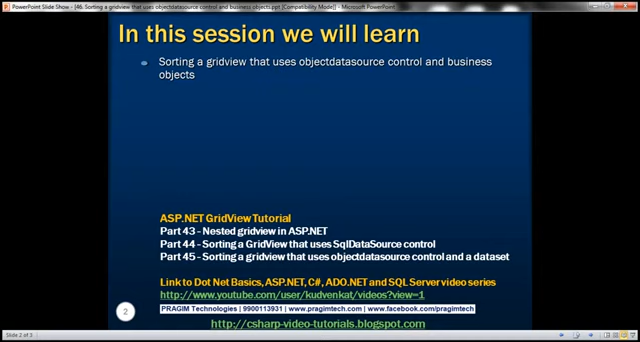 PowerPoint Slide Show - [46. Sorting a gridview that uses objectdatasource control and business objects.ppt [Compatibility Mode]] - Microsoft PowerPoint
In this session we will learn
Sorting a gridview that uses objectdatasource control and business
objects
ASP.NET GridView Tutorial
Part 43 - Nested gridview in ASP.NET
Part 44 - Sorting a GridView that uses SqlDataSource control
Part 45 - Sorting a gridview that uses objectdatasource control and a dataset
Link to Dot Net Basics, ASP.NET, C#, ADO.NET and SQL Server video series
http://www.youtube.com/user/kudvenkat/videos?view=1
2
PRAGIM Technologies | 9900113931 | www.pragimtech.com | www.facebook.com/pragimtech
http://csharp-video-tutorials.blogspot.com
Slide 2 of 3